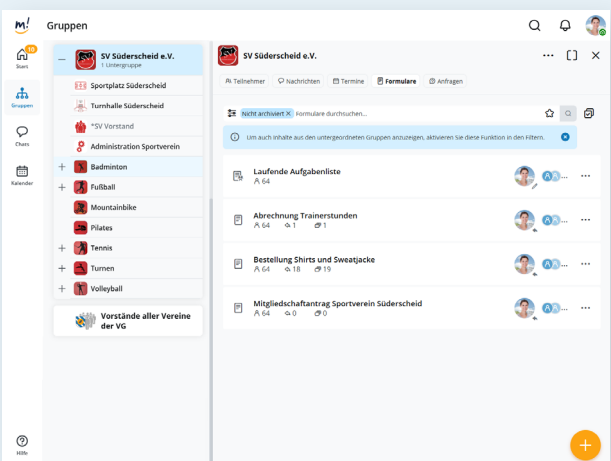 m!
Gruppen
10
Start
Gruppen
Chats
Kalender
Hilfe
SV Süderscheid e.V.
1 Untergruppe
Sportplatz Süderscheid
Turnhalle Süderscheid
*SV Vorstand
Administration Sportverein
Badminton
Fußball
Mountainbike
Pilates
Tennis
Turnen
Volleyball
Vorstände aller Vereine
der VG
SV Süderscheid e.V.
Teilnehmer Nachrichten Termine Formulare Anfragen
Nicht archiviert X Formulare durchsuchen...
Um auch Inhalte aus den untergeordneten Gruppen anzuzeigen, aktivieren Sie diese Funktion in den Filtern.
Laufende Aufgabenliste
64
Abrechnung Trainerstunden
64 1 1
Bestellung Shirts und Sweatjacke
64 18 19
Mitgliedschaftantrag Sportverein Süderscheid
64 0 0